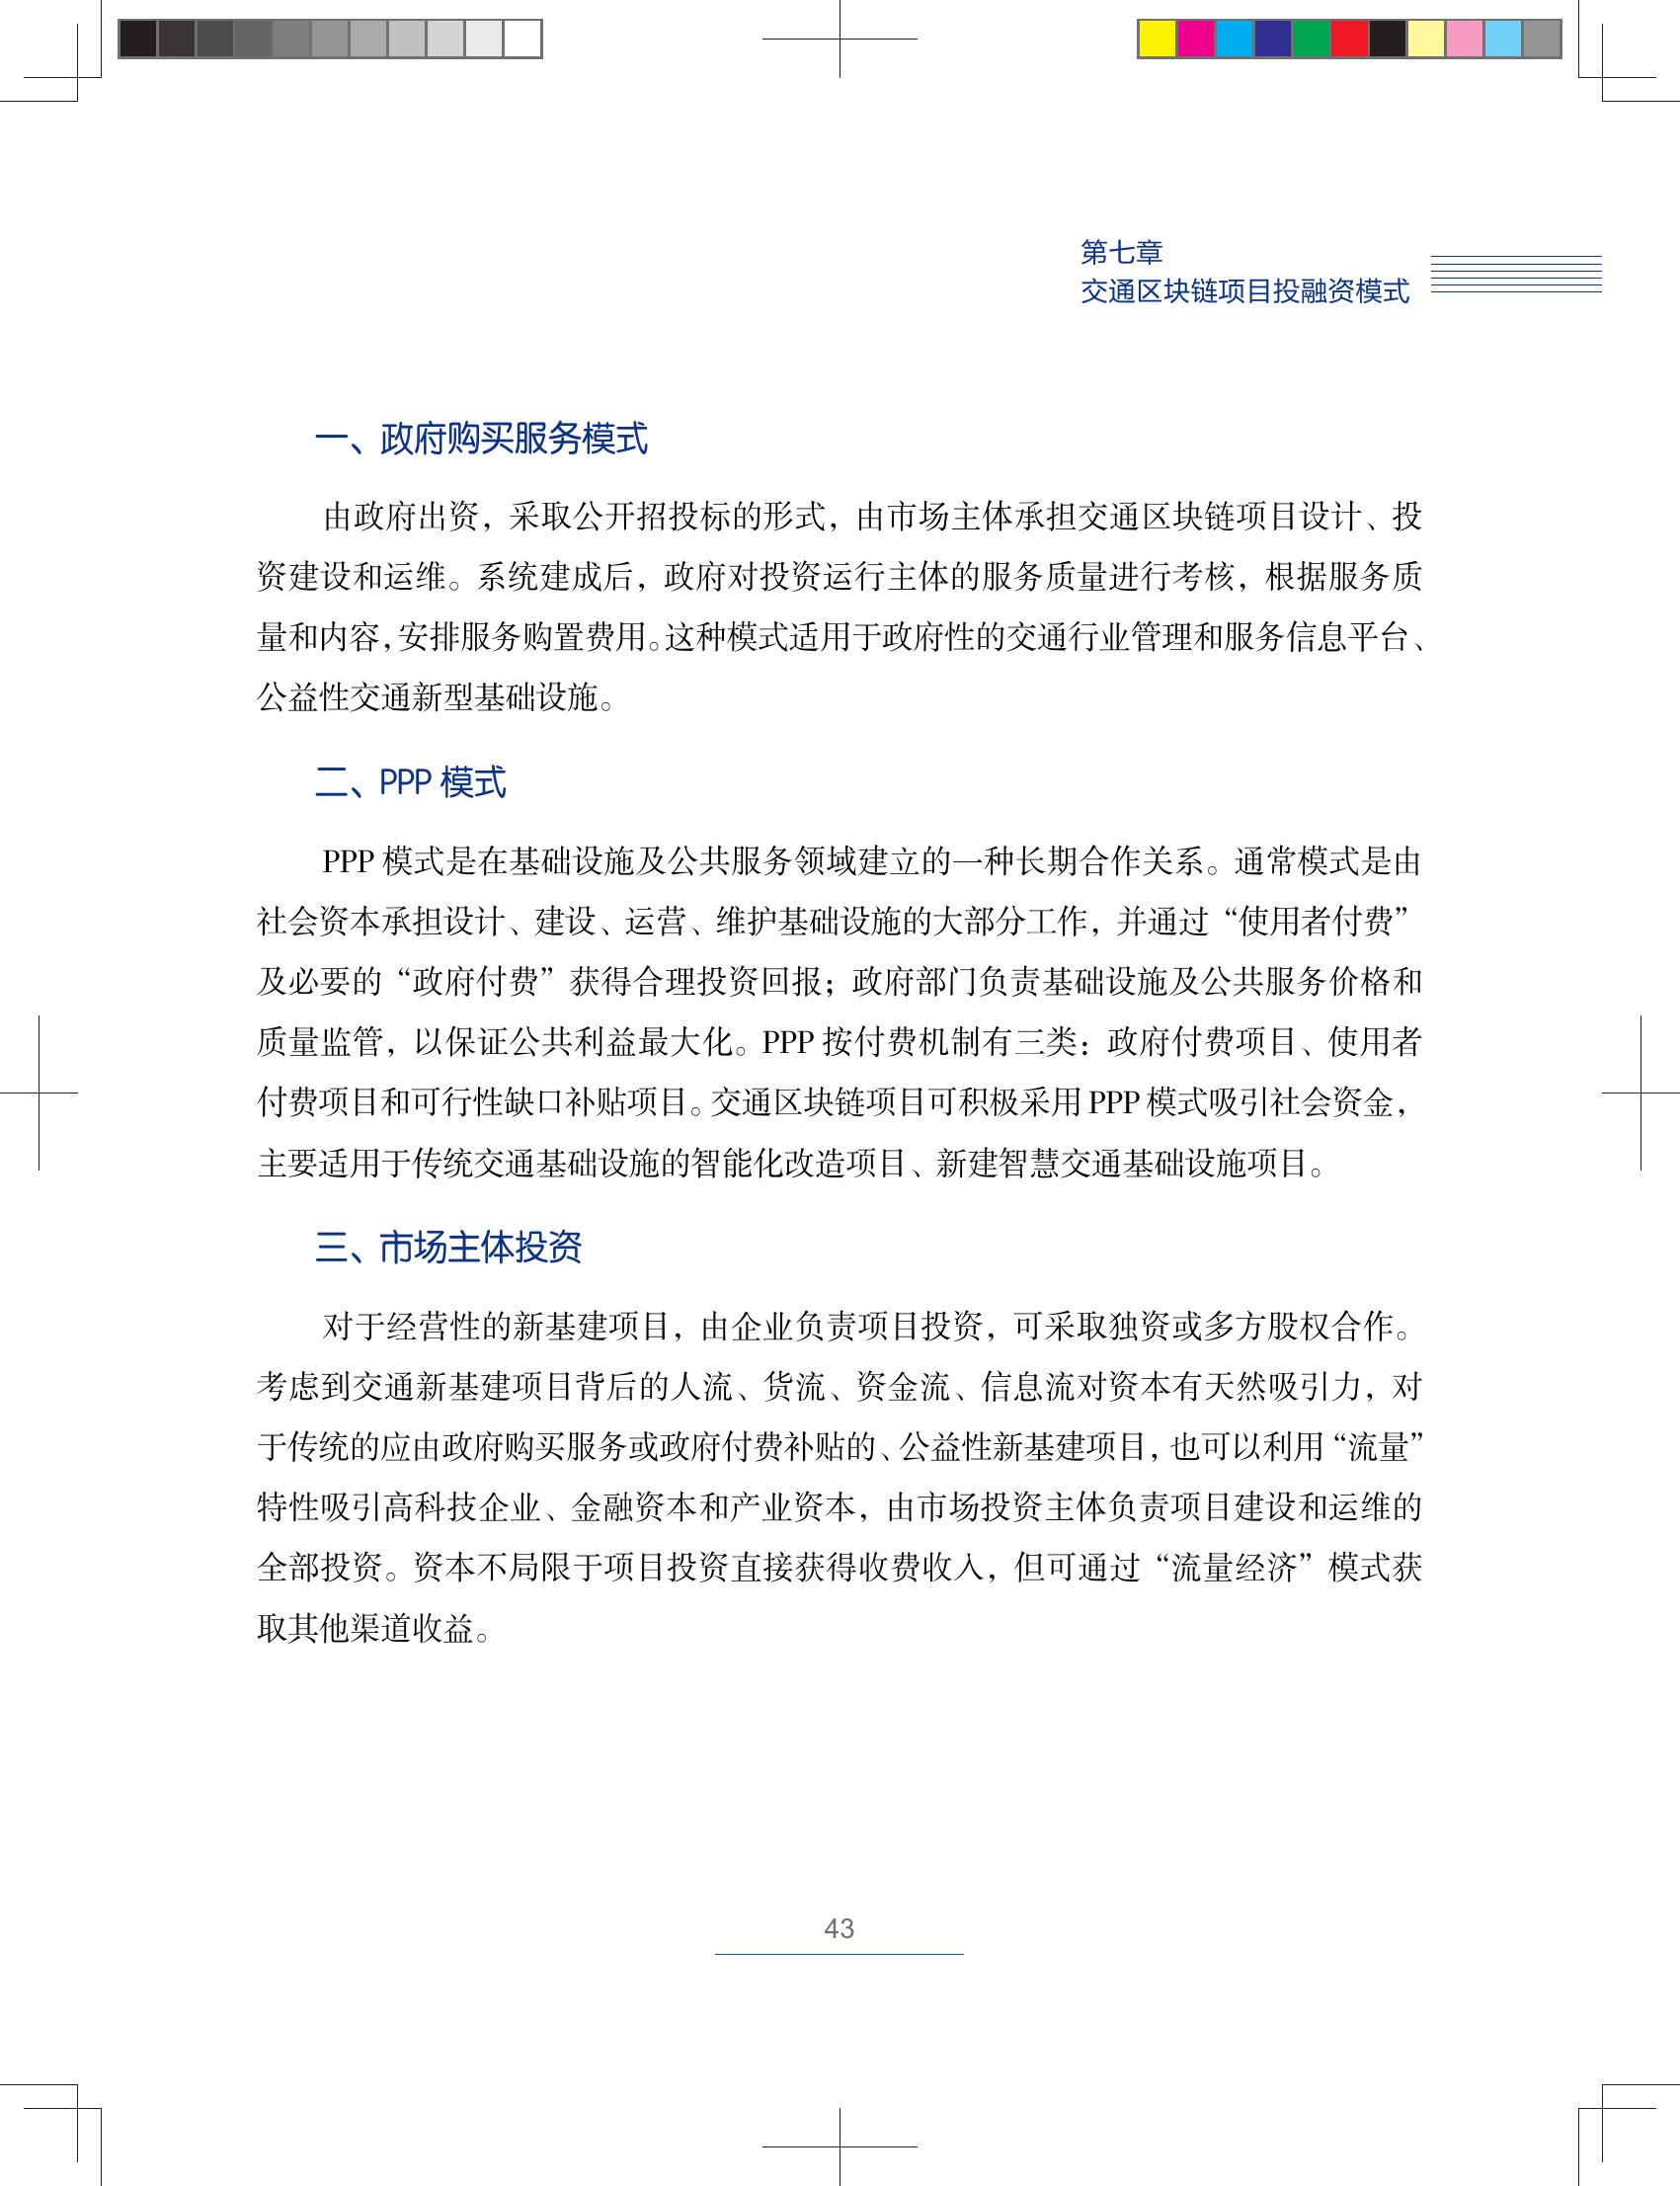 第七章
交通区块链项目投融资模式
一、政府购买服务模式
由政府出资，采取公开招投标的形式，由市场主体承担交通区块链项目设计、投
资建设和运维。系统建成后，政府对投资运行主体的服务质量进行考核，根据服务质
量和内容，安排服务购置费用。这种模式适用于政府性的交通行业管理和服务信息平台、
公益性交通新型基础设施。
二、PPP 模式
PPP 模式是在基础设施及公共服务领域建立的一种长期合作关系。通常模式是由
社会资本承担设计、建设、运营、维护基础设施的大部分工作，并通过“使用者付费”
及必要的“政府付费”获得合理投资回报；政府部门负责基础设施及公共服务价格和
质量监管，以保证公共利益最大化。PPP 按付费机制有三类：政府付费项目、使用者
付费项目和可行性缺口补贴项目。交通区块链项目可积极采用 PPP 模式吸引社会资金，
主要适用于传统交通基础设施的智能化改造项目、新建智慧交通基础设施项目。
三、市场主体投资
对于经营性的新基建项目，由企业负责项目投资，可采取独资或多方股权合作。
考虑到交通新基建项目背后的人流、货流、资金流、信息流对资本有天然吸引力，对
于传统的应由政府购买服务或政府付费补贴的、公益性新基建项目，也可以利用“流量”
特性吸引高科技企业、金融资本和产业资本，由市场投资主体负责项目建设和运维的
全部投资。资本不局限于项目投资直接获得收费收入，但可通过“流量经济”模式获
取其他渠道收益。
43